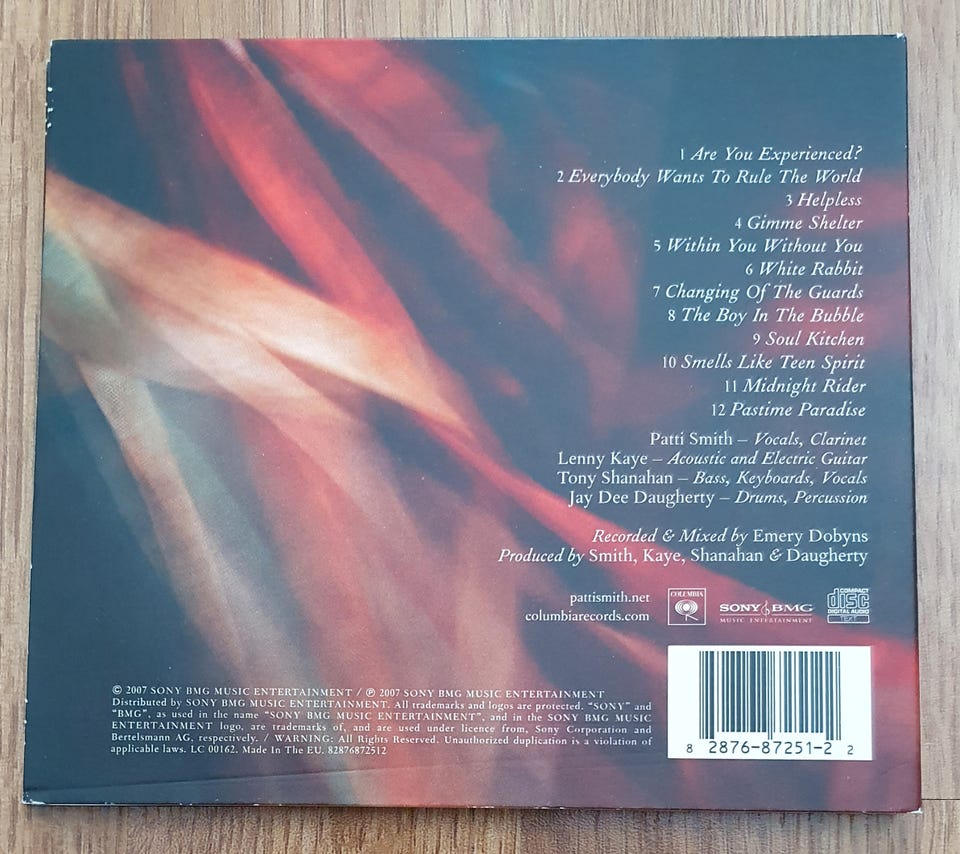 1 Are You Experienced?
2 Everybody Wants To Rule The World
3 Helpless
4 Gimme Shelter
5 Within You Without You
6 White Rabbit
7 Changing Of The Guards
8 The Boy In The Bubble
9 Soul Kitchen
10 Smells Like Teen Spirit
11 Midnight Rider
12 Pastime Paradise
Patti Smith – Vocals, Clarinet
Lenny Kaye – Acoustic and Electric Guitar
Tony Shanahan – Bass, Keyboards, Vocals
Jay Dee Daugherty – Drums, Percussion
Recorded & Mixed by Emery Dobyns
Produced by Smith, Kaye, Shanahan & Daugherty
pattismith.net
columbiarecords.com
COLUMBIA
SONY BMG
MUSIC ENTERTAINMENT
COMPACT
disc
DIGITAL AUDIO
TEXT
© 2007 SONY BMG MUSIC ENTERTAINMENT / ℗ 2007 SONY BMG MUSIC ENTERTAINMENT
Distributed by SONY BMG MUSIC ENTERTAINMENT. All trademarks and logos are protected. "SONY" and
"BMG", as used in the name "SONY BMG MUSIC ENTERTAINMENT", and in the SONY BMG MUSIC
ENTERTAINMENT logo, are trademarks of, and are used under licence from, Sony Corporation and
Bertelsmann AG, respectively. / WARNING: All Rights Reserved. Unauthorized duplication is a violation of
applicable laws. LC 00162. Made In The EU. 82876872512
8 2876-87251-2 2